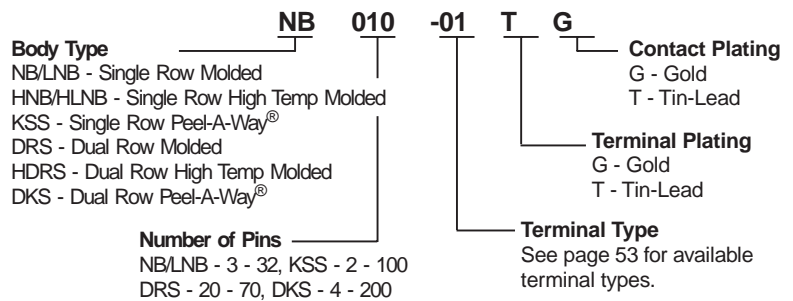 NB 010 -01 T G
Body Type
NB/LNB - Single Row Molded
HNB/HLNB - Single Row High Temp Molded
KSS - Single Row Peel-A-Way®
DRS - Dual Row Molded
HDRS - Dual Row High Temp Molded
DKS - Dual Row Peel-A-Way®
Number of Pins
NB/LNB - 3 - 32, KSS - 2 - 100
DRS - 20 - 70, DKS - 4 - 200
Contact Plating
G - Gold
T - Tin-Lead
Terminal Plating
G - Gold
T - Tin-Lead
Terminal Type
See page 53 for available
terminal types.